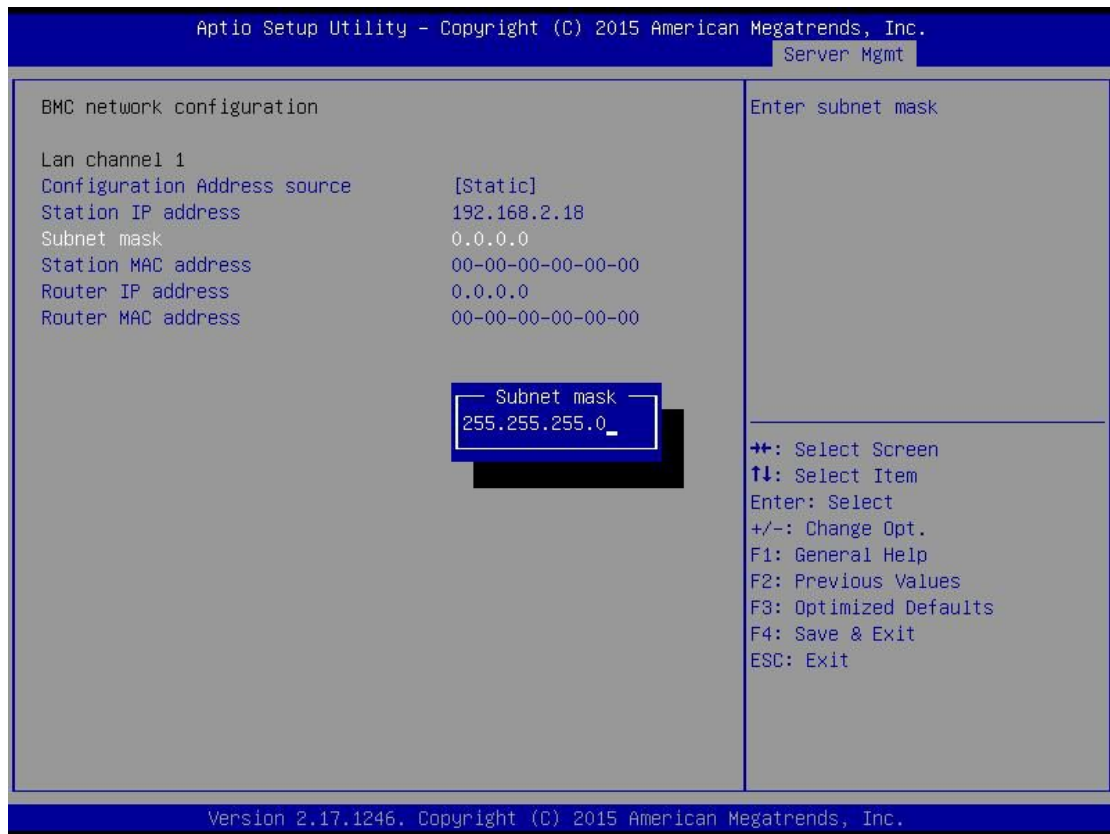 Aptio Setup Utility – Copyright (C) 2015 American Megatrends, Inc.
Server Mgmt
BMC network configuration
Lan channel 1
Configuration Address source [Static]
Station IP address 192.168.2.18
Subnet mask 0.0.0.0
Station MAC address 00-00-00-00-00-00
Router IP address 0.0.0.0
Router MAC address 00-00-00-00-00-00
Subnet mask
255.255.255.0_
Enter subnet mask
→←: Select Screen
↑↓: Select Item
Enter: Select
+/-: Change Opt.
F1: General Help
F2: Previous Values
F3: Optimized Defaults
F4: Save & Exit
ESC: Exit
Version 2.17.1246. Copyright (C) 2015 American Megatrends, Inc.